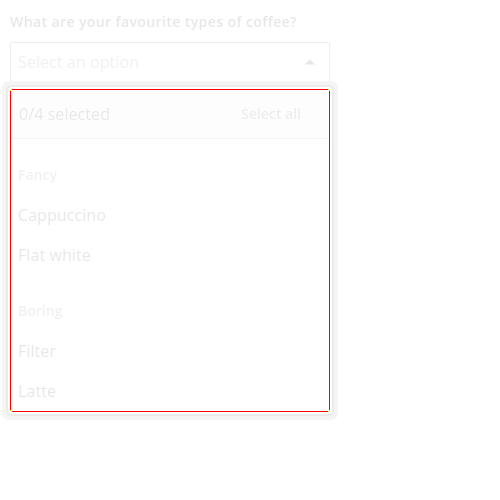 What are your favourite types of coffee?
Select an option
0/4 selected
Select all
Fancy
Cappuccino
Flat white
Boring
Filter
Latte